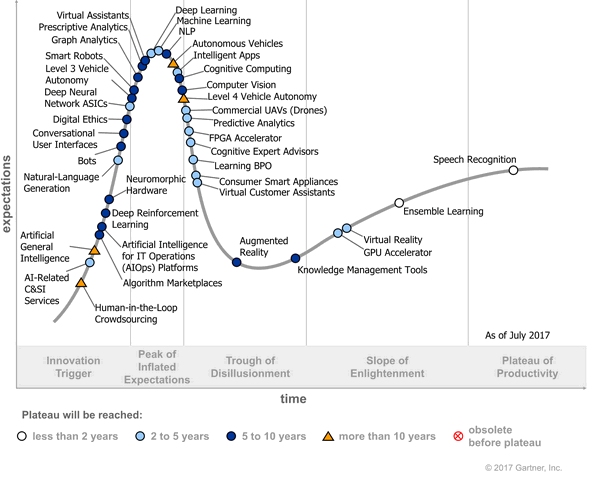 Virtual Assistants
Prescriptive Analytics
Graph Analytics
Smart Robots
Level 3 Vehicle
Autonomy
Deep Neural
Network ASICs
Digital Ethics
Conversational
User Interfaces
Bots
Natural-Language
Generation
Artificial
General
Intelligence
AI-Related
C&SI
Services
Deep Learning
Machine Learning
NLP
Autonomous Vehicles
Intelligent Apps
Cognitive Computing
Computer Vision
Level 4 Vehicle Autonomy
Commercial UAVs (Drones)
Predictive Analytics
FPGA Accelerator
Cognitive Expert Advisors
Learning BPO
Consumer Smart Appliances
Virtual Customer Assistants
Neuromorphic
Hardware
Deep Reinforcement
Learning
Artificial Intelligence
for IT Operations
(AIOps) Platforms
Algorithm Marketplaces
Human-in-the-Loop
Crowdsourcing
Augmented
Reality
Knowledge Management Tools
Virtual Reality
GPU Accelerator
Ensemble Learning
Speech Recognition
As of July 2017
expectations
Innovation
Trigger
Peak of
Inflated
Expectations
Trough of
Disillusionment
Slope of
Enlightenment
Plateau of
Productivity
time
Plateau will be reached:
less than 2 years
2 to 5 years
5 to 10 years
more than 10 years
obsolete
before plateau
© 2017 Gartner, Inc.